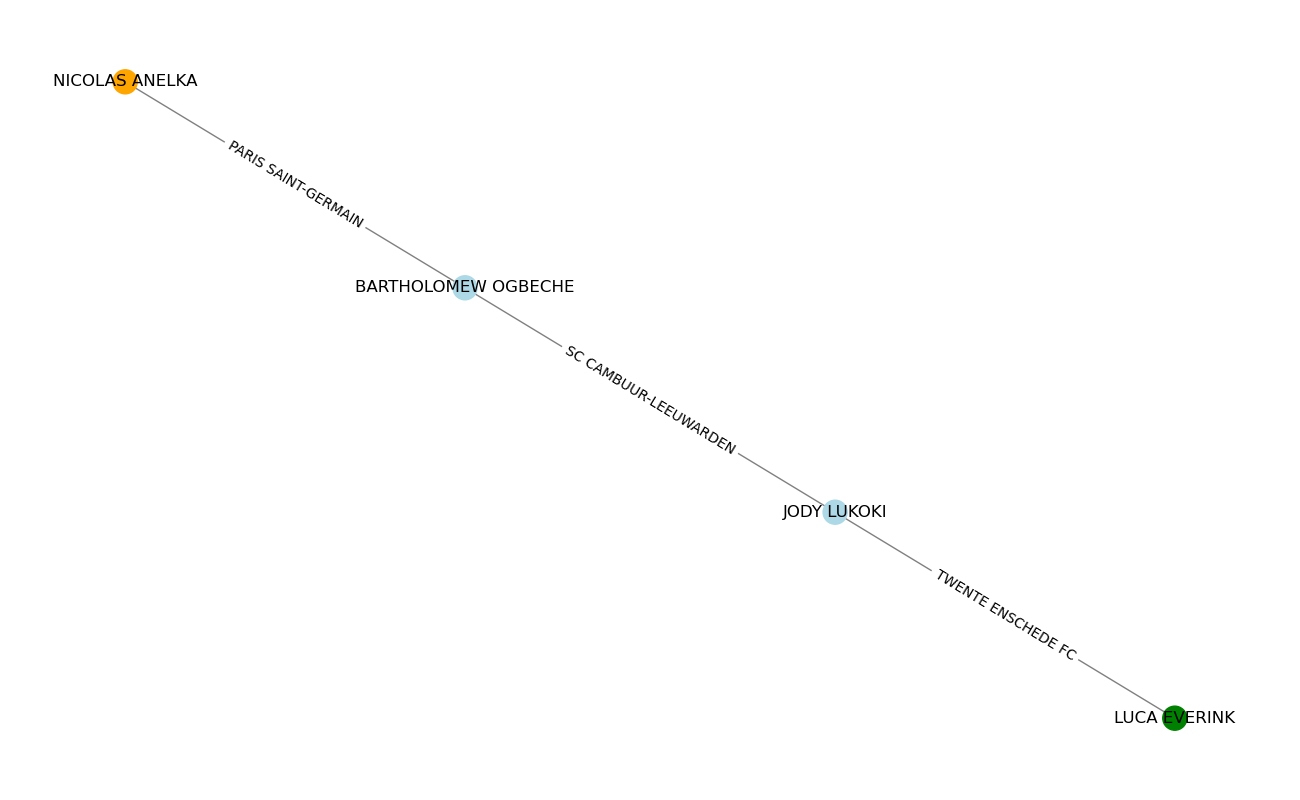 NICOLAS ANELKA
PARIS SAINT-GERMAIN
BARTHOLOMEW OGBECHE
SC CAMBUUR-LEEUWARDEN
JODY LUKOKI
TWENTE ENSCHEDE FC
LUCA EVERINK